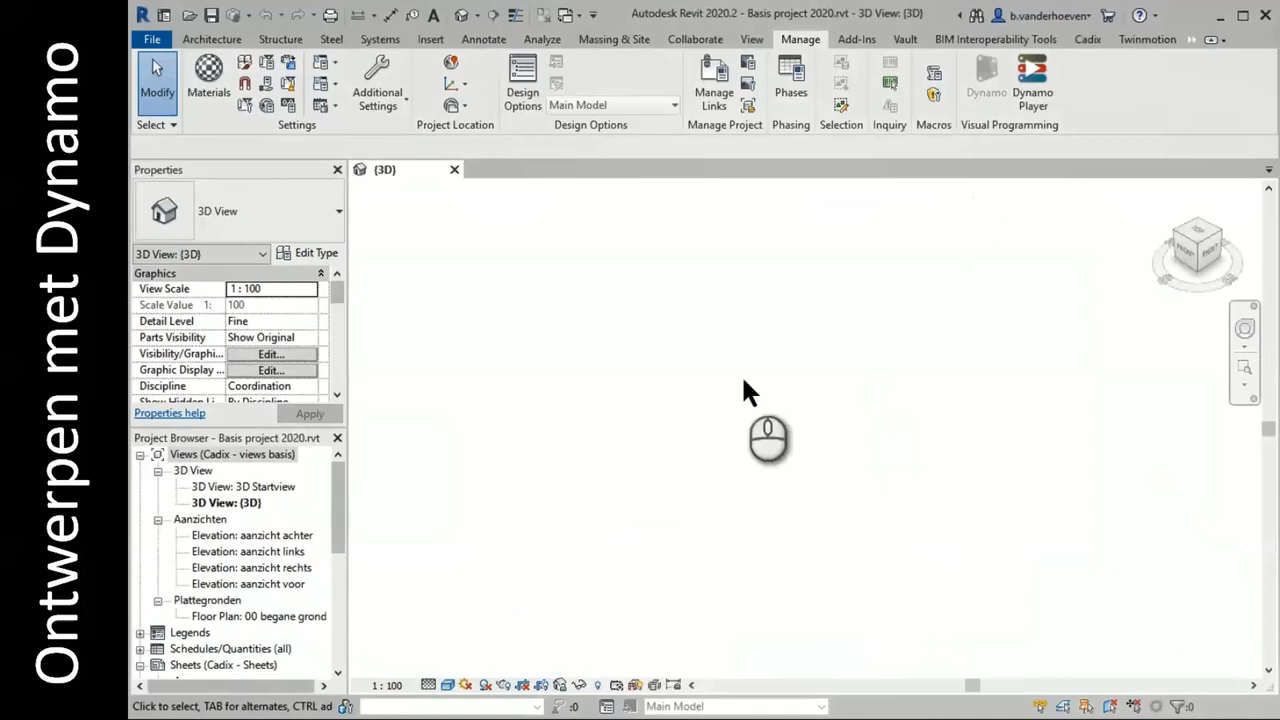 Ontwerpen met Dynamo
Autodesk Revit 2020.2 - Basis project 2020.rvt - 3D View: {3D}
b.vanderhoeven
File Architecture Structure Steel Systems Insert Annotate Analyze Massing & Site Collaborate View Manage Add-Ins Vault BIM Interoperability Tools Cadix Twinmotion
Modify
Materials
Additional
Settings
Design
Options
Main Model
Manage
Links
Phases
Dynamo
Dynamo
Player
Select
Settings
Project Location
Design Options
Manage Project
Phasing
Selection
Inquiry
Macros
Visual Programming
Properties
{3D}
3D View
3D View: {3D}
Edit Type
Graphics
View Scale 1 : 100
Scale Value 1: 100
Detail Level Fine
Parts Visibility Show Original
Visibility/Graphi... Edit...
Graphic Display ... Edit...
Discipline Coordination
Show Hidden Li... By Discipline
Properties help
Apply
Project Browser - Basis project 2020.rvt
Views (Cadix - views basis)
3D View
3D View: 3D Startview
3D View: {3D}
Aanzichten
Elevation: aanzicht achter
Elevation: aanzicht links
Elevation: aanzicht rechts
Elevation: aanzicht voor
Plattegronden
Floor Plan: 00 begane grond
Legends
Schedules/Quantities (all)
Sheets (Cadix - Sheets)
1 : 100
Click to select, TAB for alternates, CTRL ad
:0
Main Model
:0